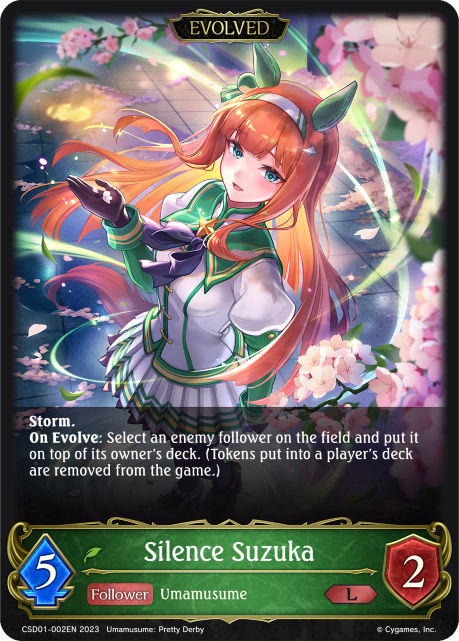 EVOLVED
Storm.
On Evolve: Select an enemy follower on the field and put it
on top of its owner's deck. (Tokens put into a player's deck
are removed from the game.)
Silence Suzuka
5
Follower Umamusume L
2
CSD01-002EN 2023 Umamusume: Pretty Derby © Cygames, Inc.